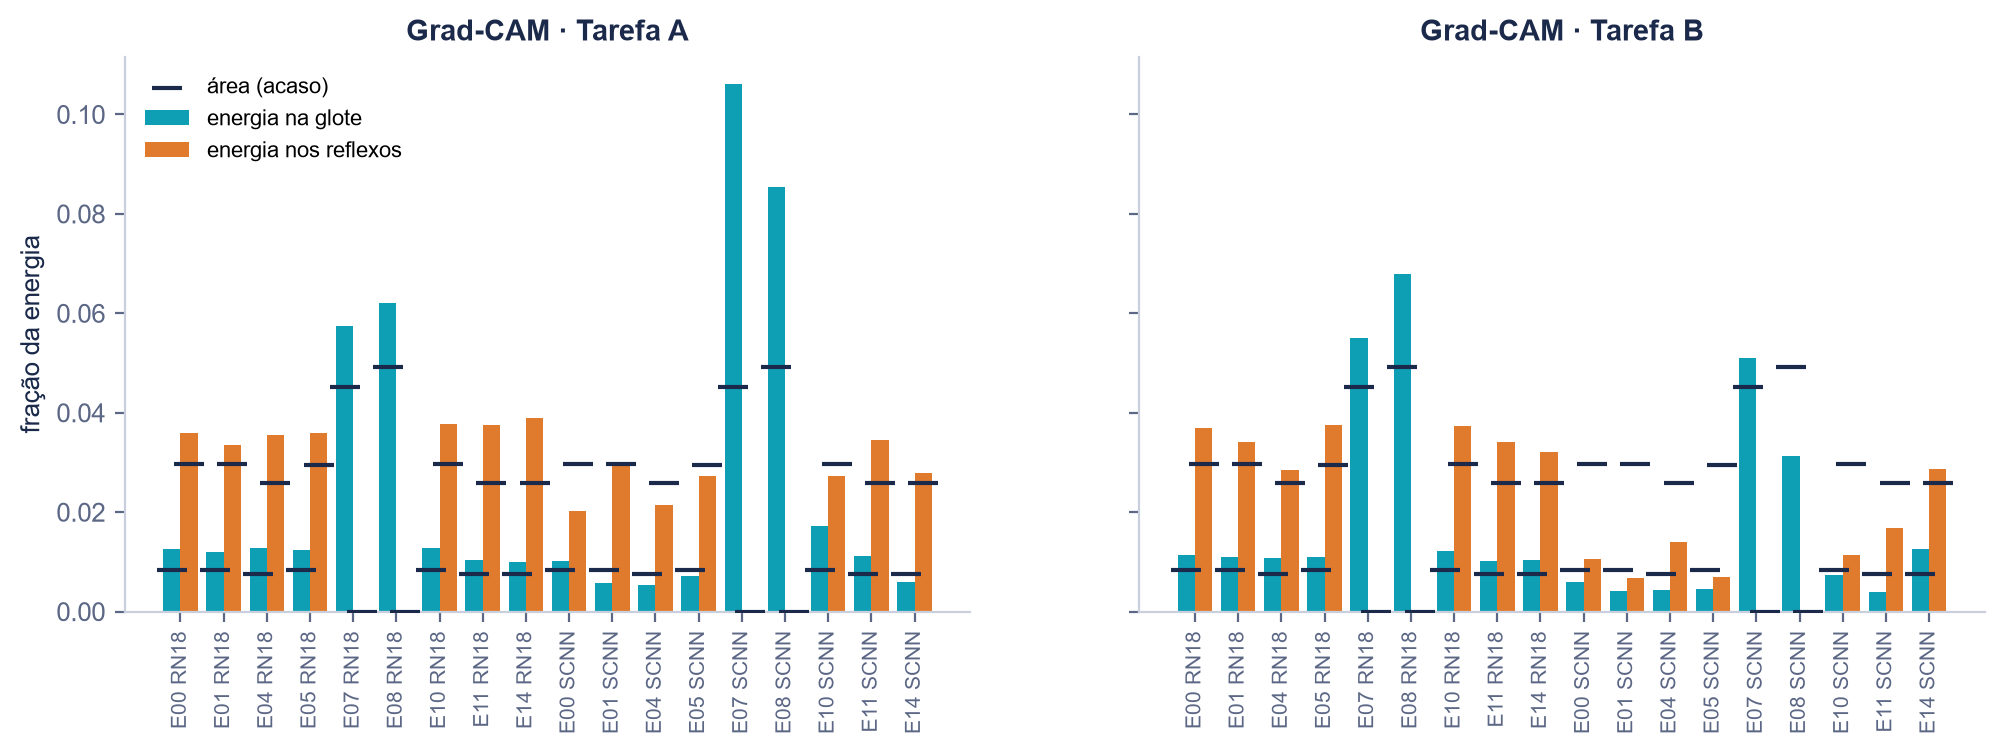 Grad-CAM · Tarefa A
área (acaso)
energia na glote
energia nos reflexos
fração da energia
0.10
0.08
0.06
0.04
0.02
0.00
E00 RN18
E01 RN18
E04 RN18
E05 RN18
E07 RN18
E08 RN18
E10 RN18
E11 RN18
E14 RN18
E00 SCNN
E01 SCNN
E04 SCNN
E05 SCNN
E07 SCNN
E08 SCNN
E10 SCNN
E11 SCNN
E14 SCNN
Grad-CAM · Tarefa B
E00 RN18
E01 RN18
E04 RN18
E05 RN18
E07 RN18
E08 RN18
E10 RN18
E11 RN18
E14 RN18
E00 SCNN
E01 SCNN
E04 SCNN
E05 SCNN
E07 SCNN
E08 SCNN
E10 SCNN
E11 SCNN
E14 SCNN